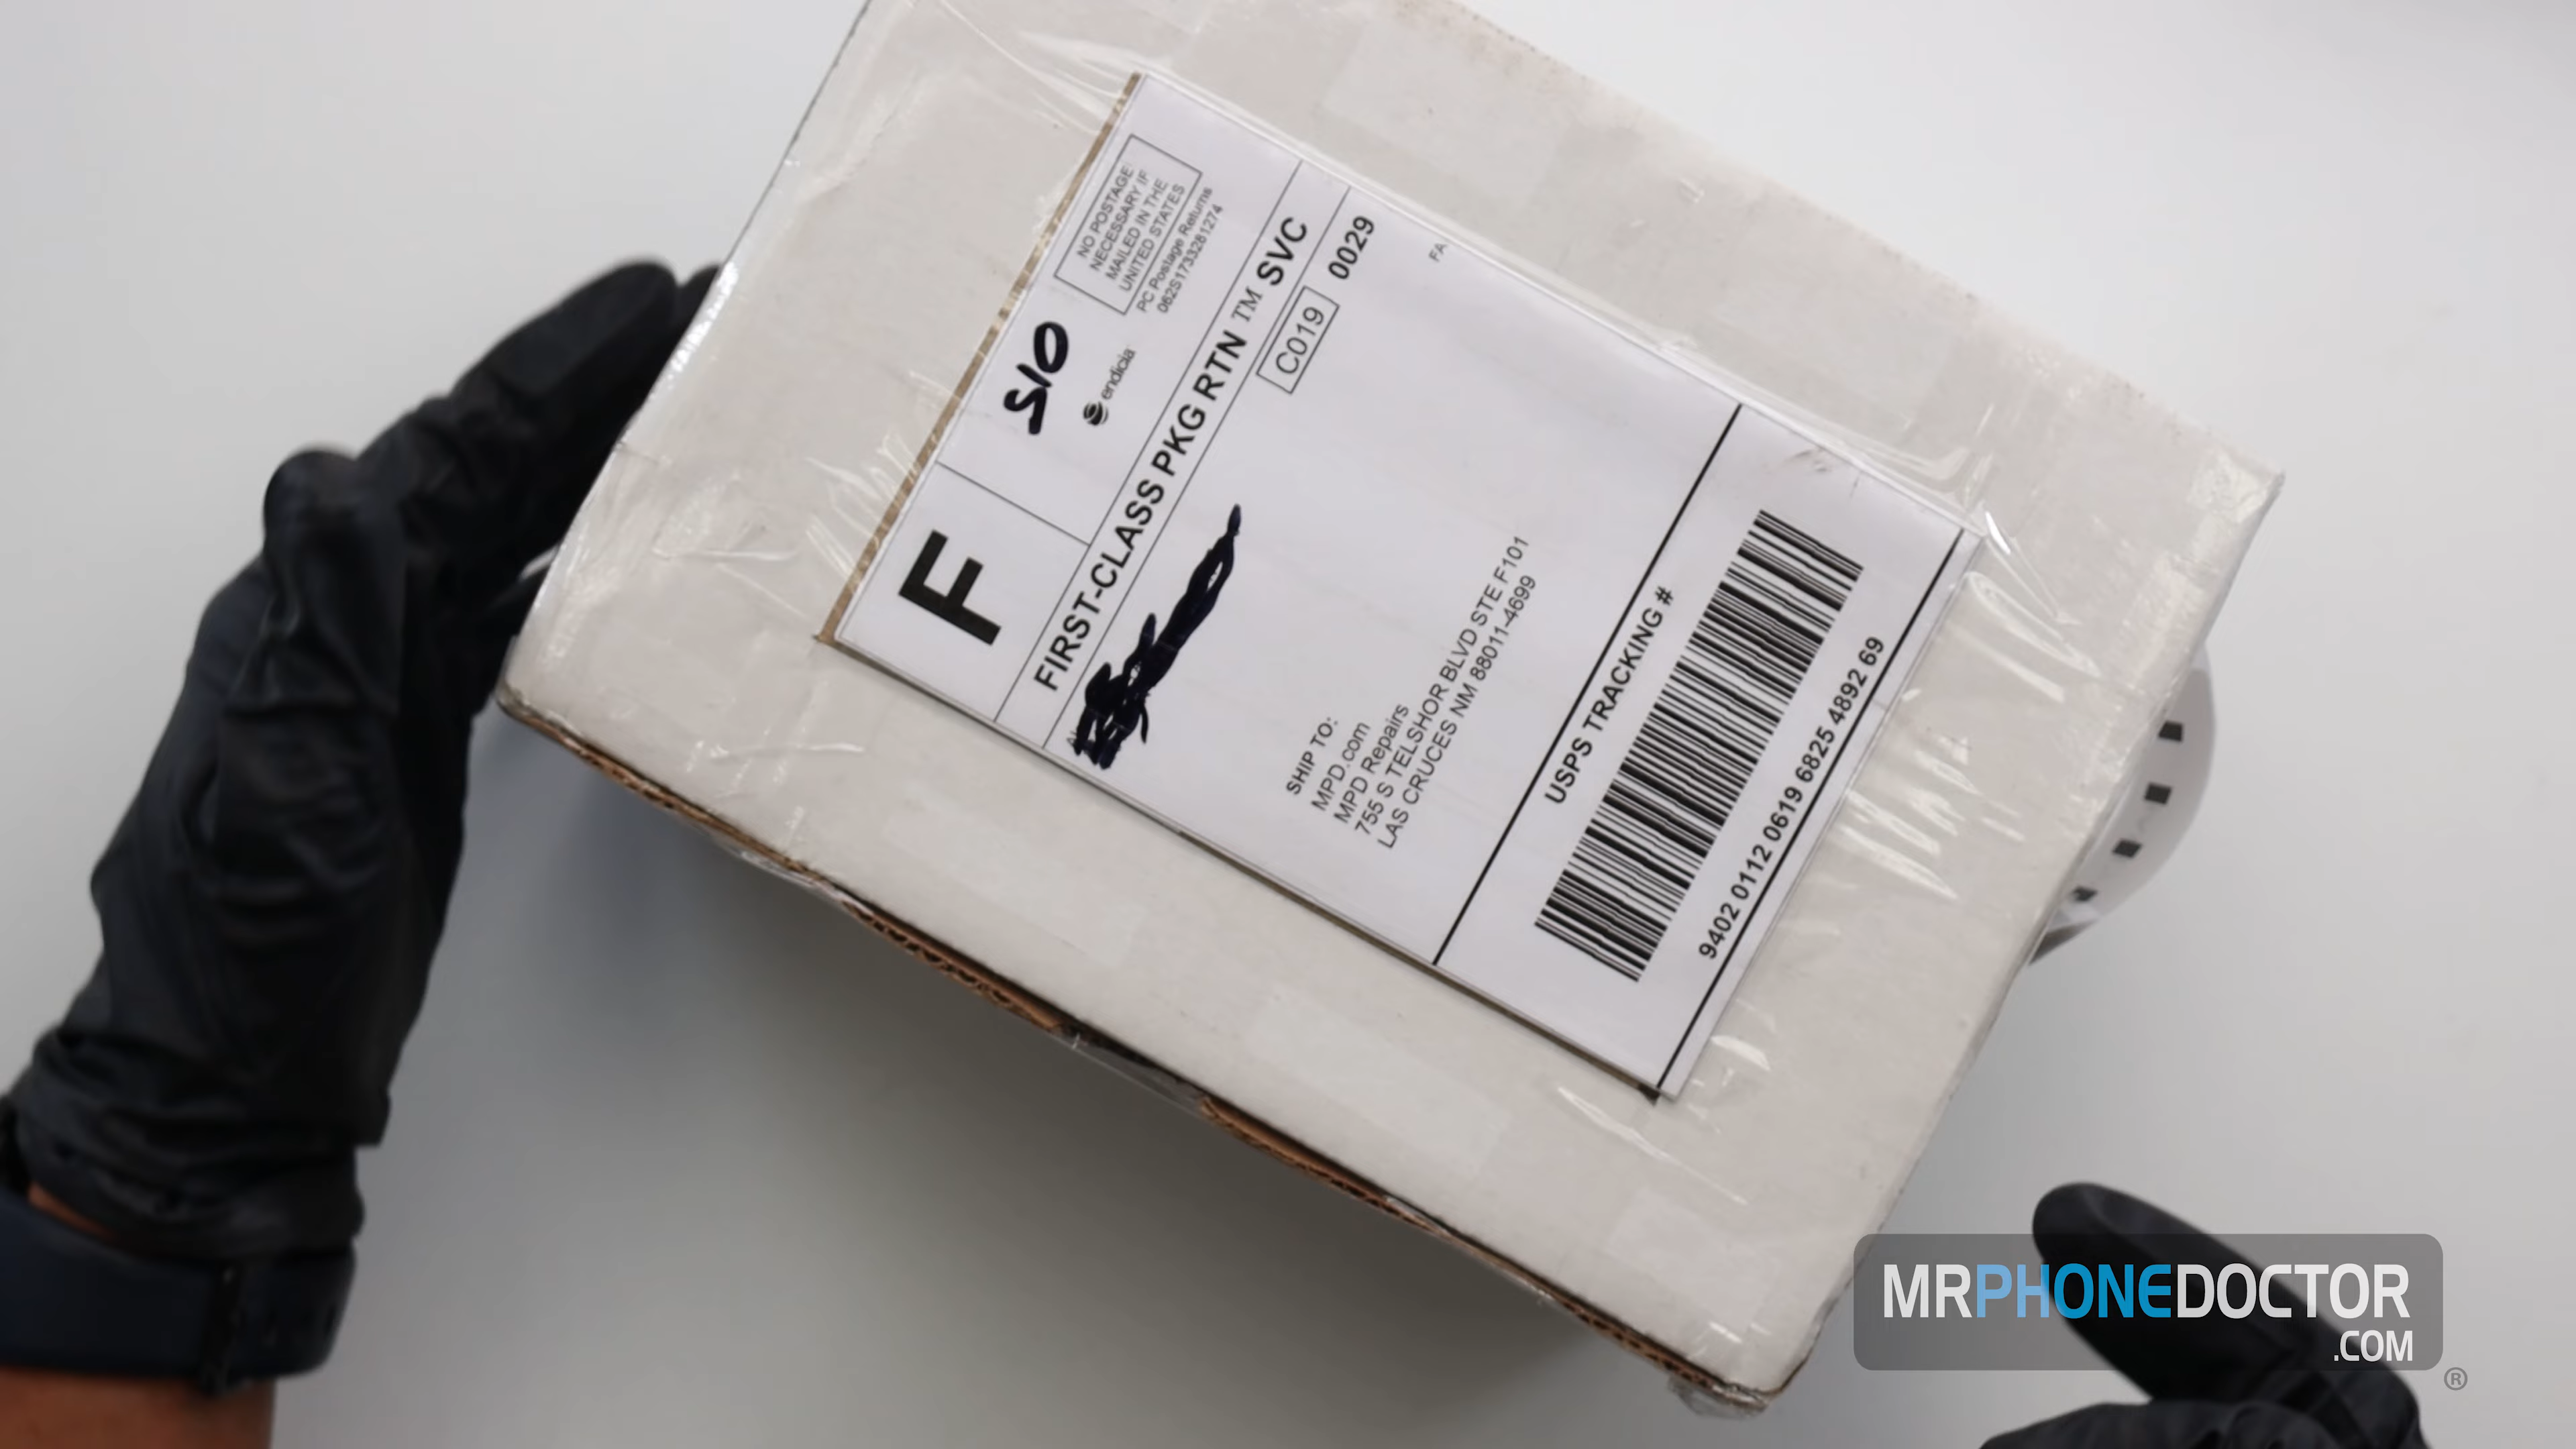 F
S10
endicia
NO POSTAGE
NECESSARY IF
MAILED IN THE
UNITED STATES
PC Postage Returns
062S1733261274
FIRST-CLASS PKG RTN ™ SVC
C019
0029
FA
SHIP TO:
MPD.com
MPD Repairs
755 S TELSHOR BLVD STE F101
LAS CRUCES NM 88011-4699
USPS TRACKING #
9402 0112 0619 6825 4892 69
MRPHONEDOCTOR
.COM
®